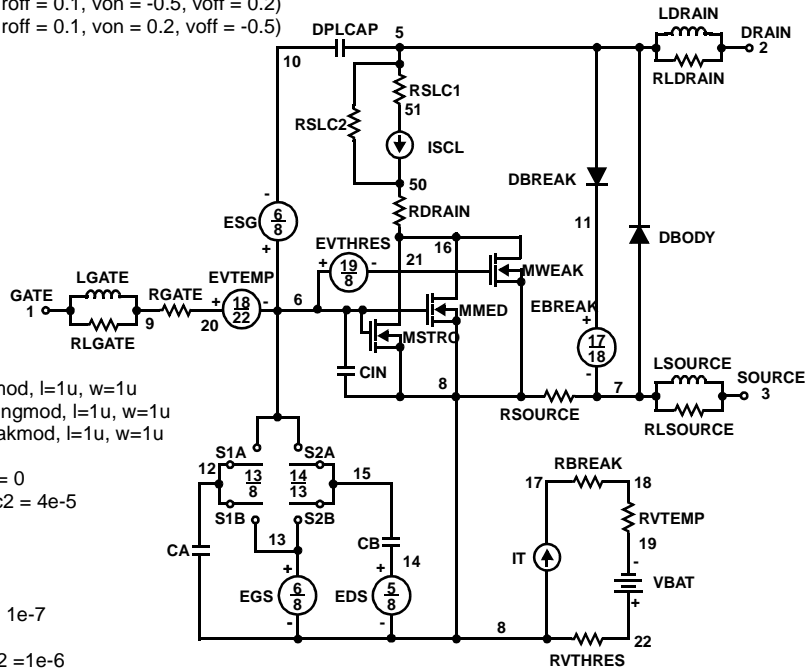 roff = 0.1, von = -0.5, voff = 0.2)
roff = 0.1, von = 0.2, voff = -0.5)
LDRAIN
DPLCAP
5
DRAIN
2
10
RLDRAIN
RSLC1
51
RSLC2
ISCL
50
DBREAK
-
ESG
6
8
+
RDRAIN
11
DBODY
EVTHRES
16
+
19
8
-
21
MWEAK
LGATE
EVTEMP
GATE
1
RGATE
+
18
22
-
6
MMED
EBREAK
+
9
20
RLGATE
MSTRO
17
18
-
CIN
LSOURCE
SOURCE
3
8
7
RSOURCE
RLSOURCE
mod, l=1u, w=1u
ngmod, l=1u, w=1u
akmod, l=1u, w=1u
S1A
S2A
12
13
8
14
13
15
RBREAK
17
18
= 0
c2 = 4e-5
S1B
S2B
RVTEMP
13
CB
19
CA
14
IT
-
+
+
VBAT
EGS
6
8
EDS
5
8
+
1e-7
-
-
8
22
2 =1e-6
RVTHRES